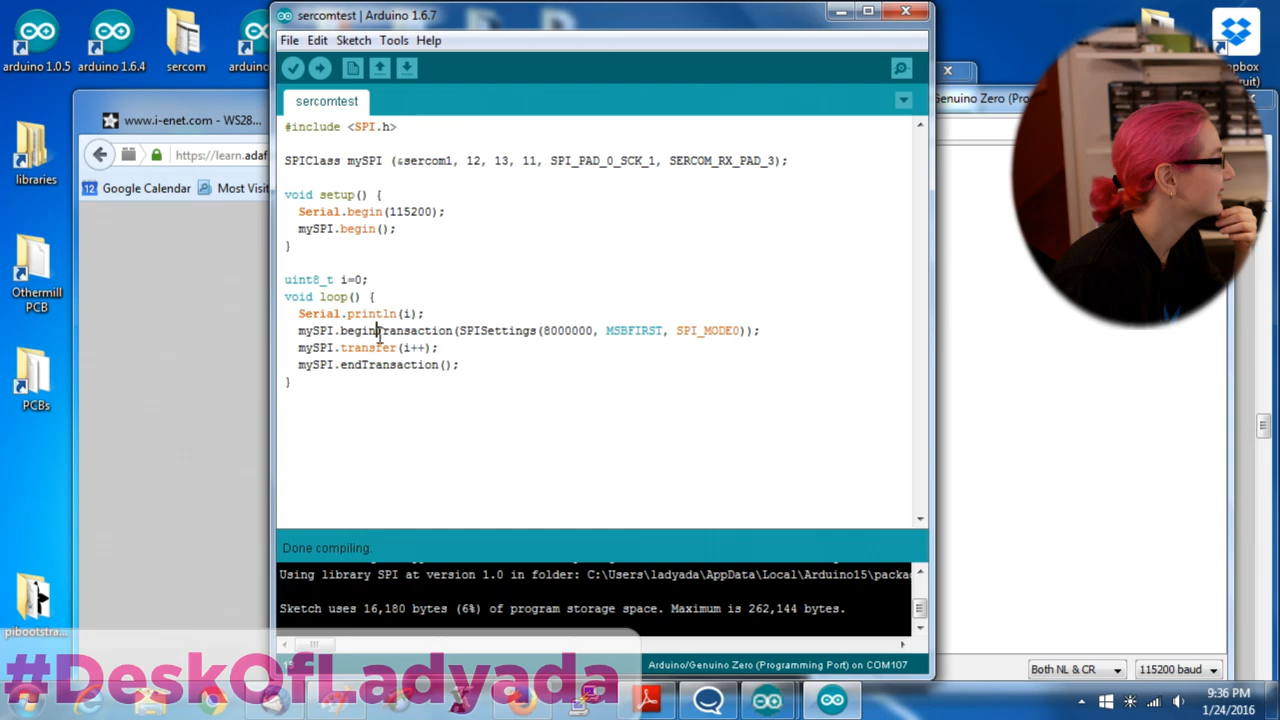 sercomtest | Arduino 1.6.7
File Edit Sketch Tools Help
sercomtest
#include <SPI.h>
SPIClass mySPI (&sercom1, 12, 13, 11, SPI_PAD_0_SCK_1, SERCOM_RX_PAD_3);
void setup() {
Serial.begin(115200);
mySPI.begin();
}
uint8_t i=0;
void loop() {
Serial.println(i);
mySPI.beginTransaction(SPISettings(8000000, MSBFIRST, SPI_MODE0));
mySPI.transfer(i++);
mySPI.endTransaction();
}
Done compiling.
Using library SPI at version 1.0 in folder: C:\Users\ladyada\AppData\Local\Arduino15\packa
Sketch uses 16,180 bytes (6%) of program storage space. Maximum is 262,144 bytes.
Arduino/Genuino Zero (Programming Port) on COM107
arduino 1.0.5
arduino 1.6.4
sercom
libraries
Othermill
Files
PCBs
pibootstra...
www.i-enet.com - WS28...
https://learn.adaf
12 Google Calendar
Most Visit
Genuino Zero (Pro
Both NL & CR
115200 baud
#DeskOfLadyada
9:36 PM
1/24/2016